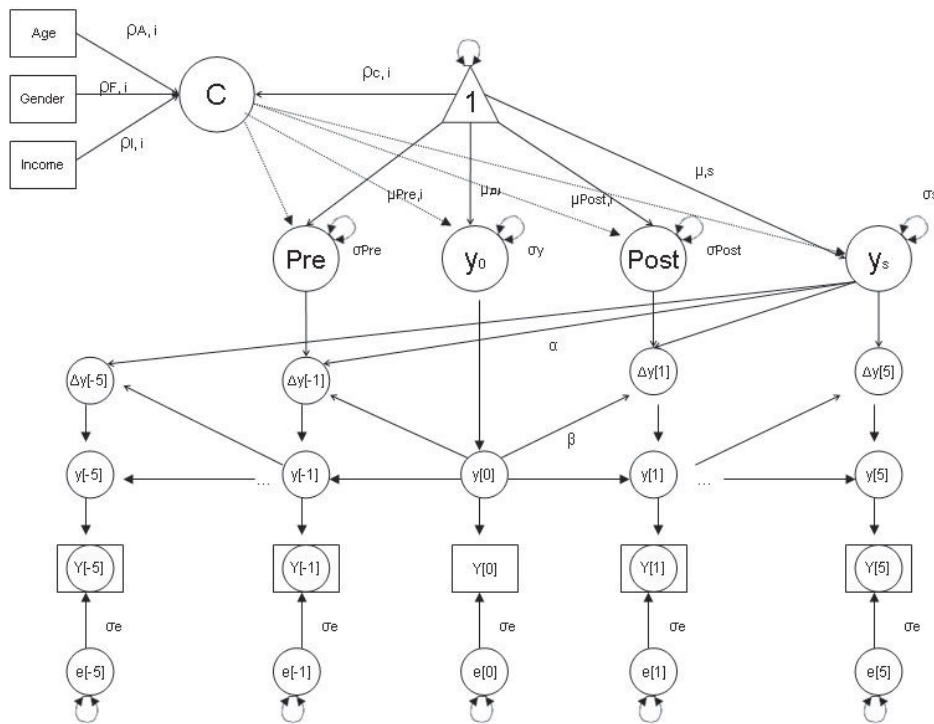 Age
ρA, i
Gender
ρF, i
Income
ρI, i
C
ρc, i
1
μPre,i
μPost,i
μ,s
Pre
σPre
y₀
σy
Post
σPost
yₛ
α
Δy[-5]
Δy[-1]
Δy[1]
Δy[5]
β
y[-5]
...
y[-1]
y[0]
y[1]
...
y[5]
Y[-5]
Y[-1]
Y[0]
Y[1]
Y[5]
σe
σe
σe
σe
σe
e[-5]
e[-1]
e[0]
e[1]
e[5]